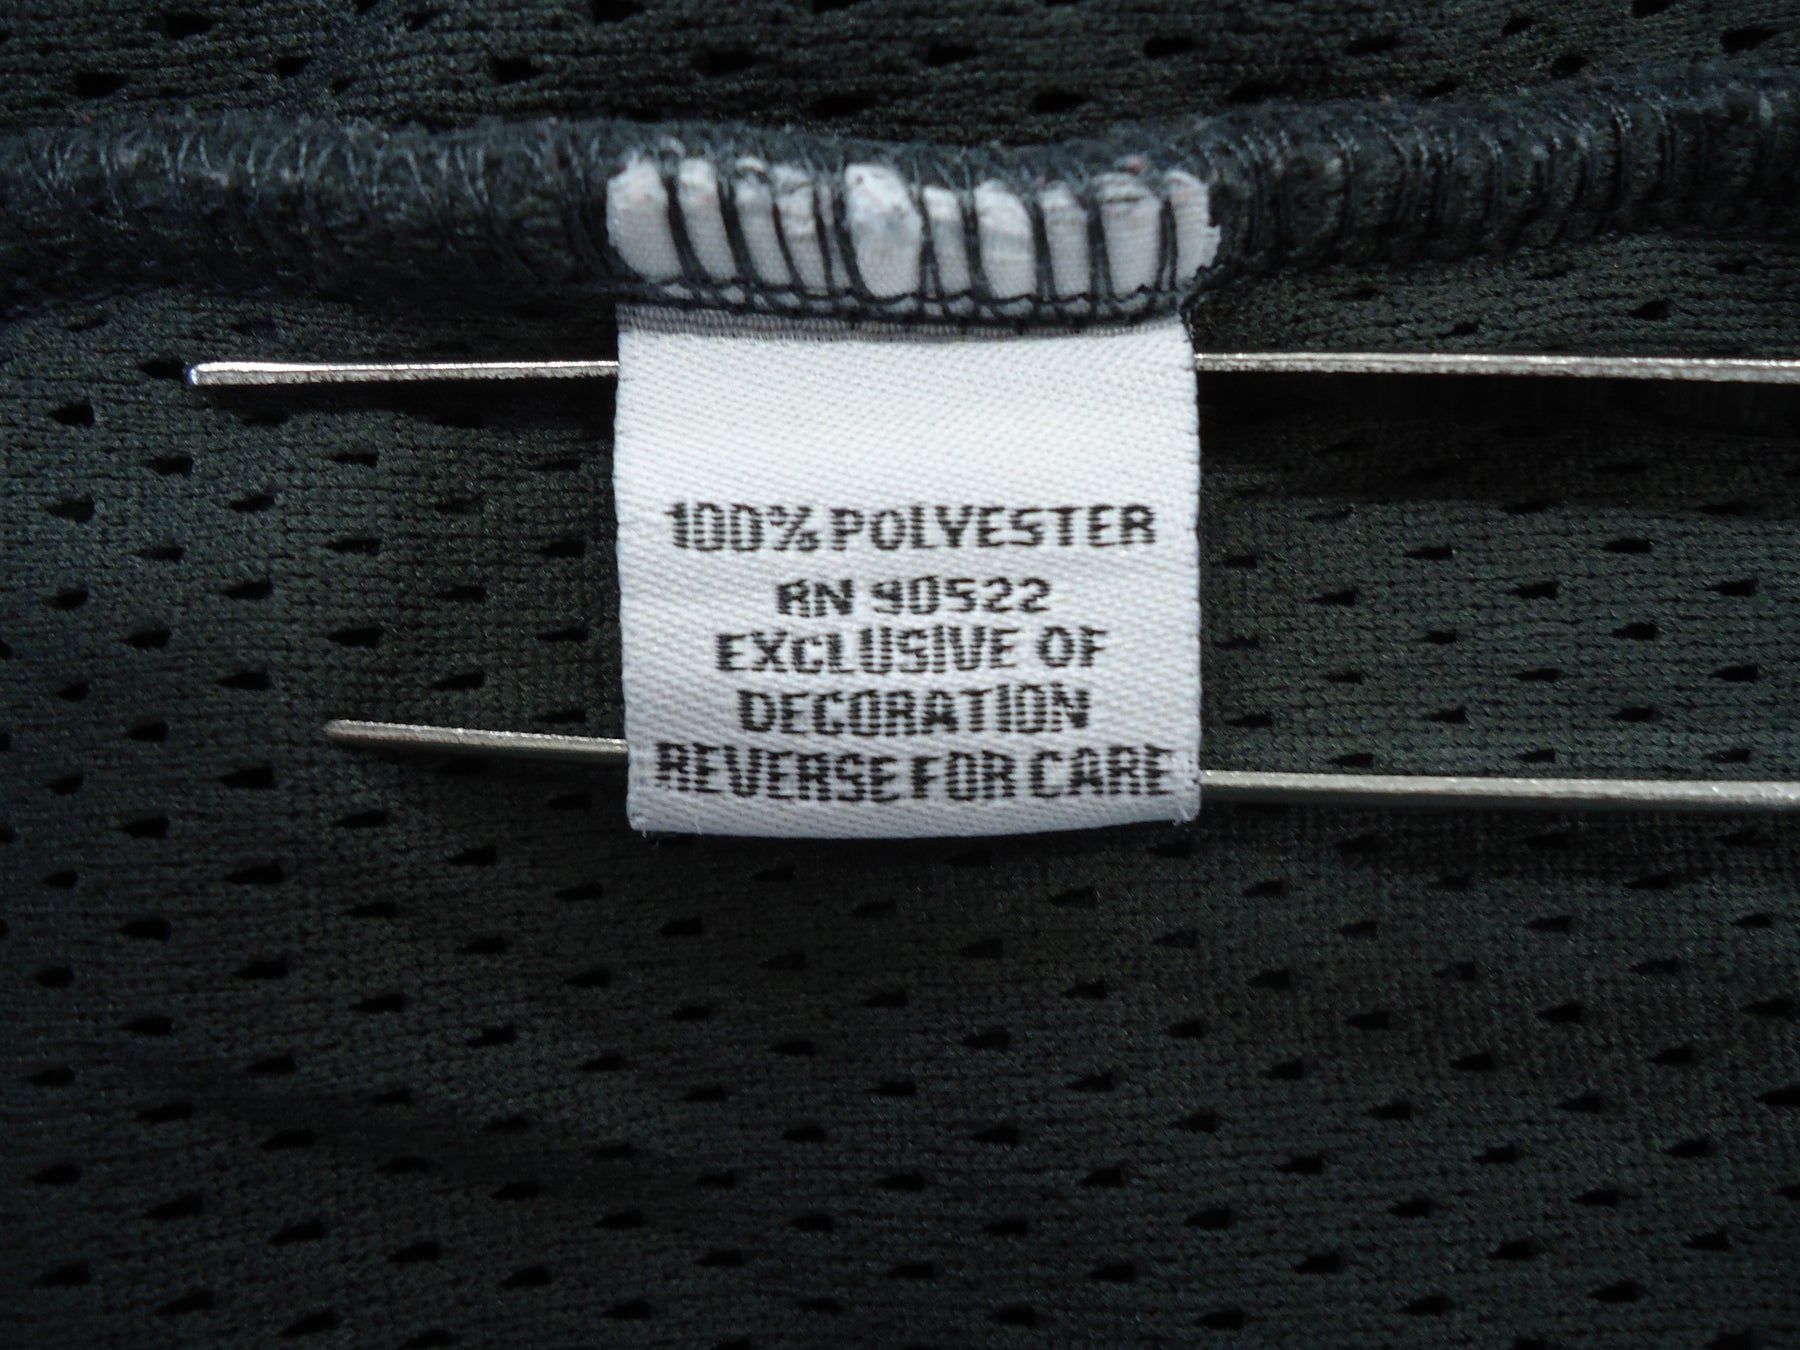 100% POLYESTER
RN 90522
EXCLUSIVE OF
DECORATION
REVERSE FOR CARE